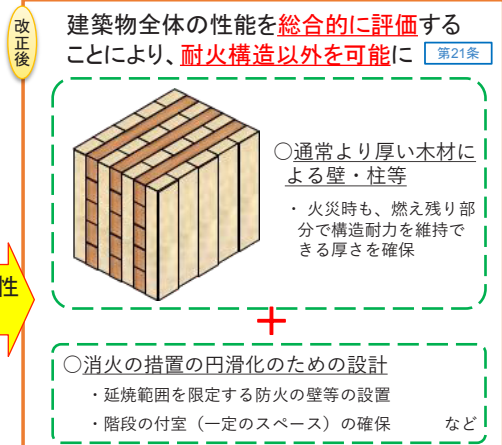 改正後
建築物全体の性能を総合的に評価する
ことにより、耐火構造以外を可能に 第21条
○通常より厚い木材に
よる壁・柱等
・ 火災時も、燃え残り部
分で構造耐力を維持で
きる厚さを確保
性
+
○消火の措置の円滑化のための設計
・延焼範囲を限定する防火の壁等の設置
・階段の付室（一定のスペース）の確保 など